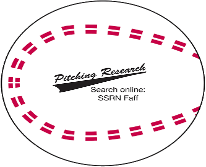 Pitching Research
Search online:
SSRN Faff